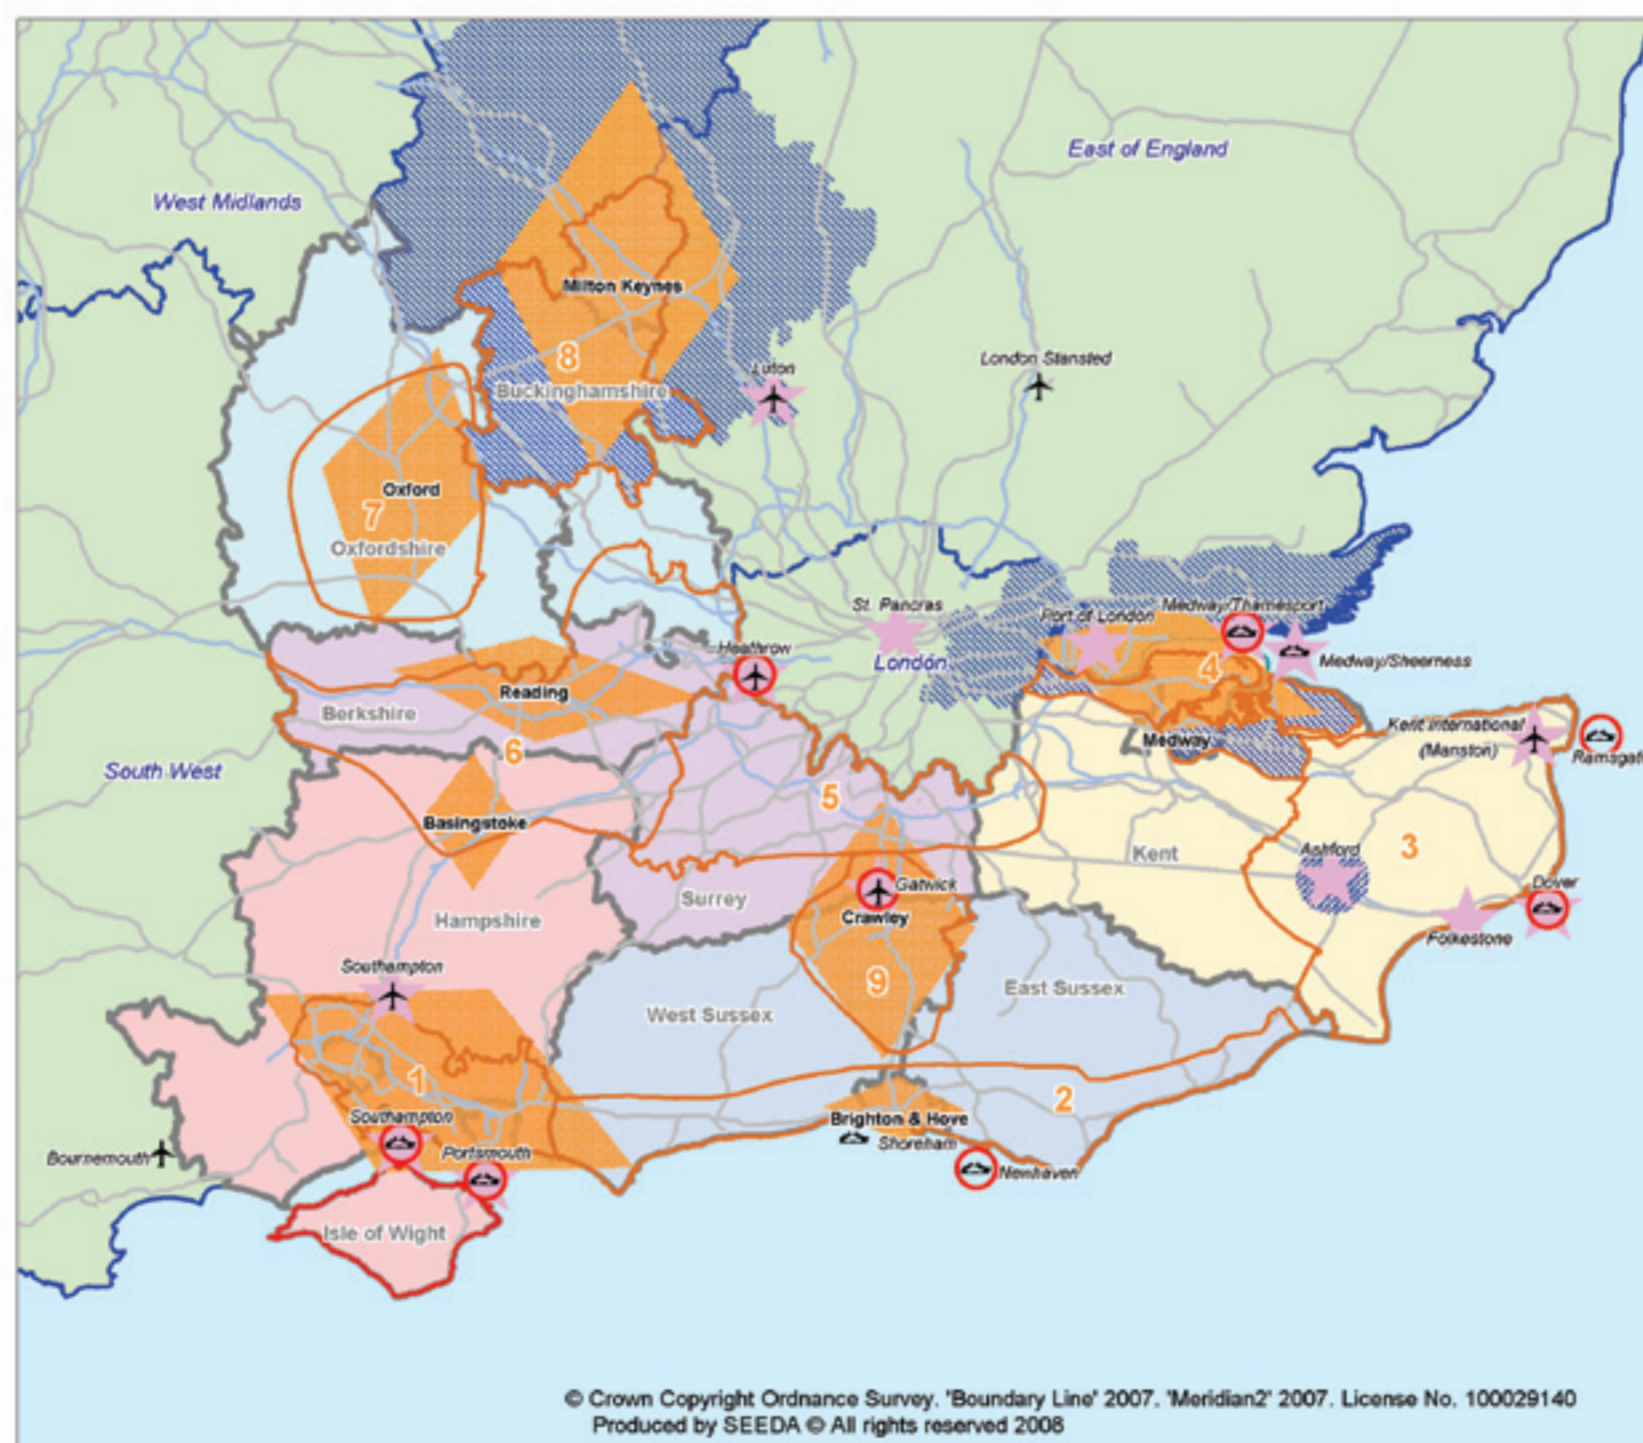 East of England
West Midlands
Milton Keynes
8
Luton
London Stansted
Buckinghamshire
Oxford
7
Oxfordshire
St. Pancras
Port of London
Medway/Thamesport
London
4
Medway/Sheerness
Heathrow
Reading
Berkshire
Kent International
(Manston)
Medway
6
South West
5
Basingstoke
Ashford
3
Kent
Gatwick
Dover
Surrey
Crawley
Hampshire
Folkestone
Southampton
9
East Sussex
West Sussex
1
2
Southampton
Brighton & Hove
Shoreham
Portsmouth
Bournemouth
Newhaven
Isle of Wight
© Crown Copyright Ordnance Survey. 'Boundary Line' 2007. 'Meridian2' 2007. License No. 100029140
Produced by SEEDA © All rights reserved 2008